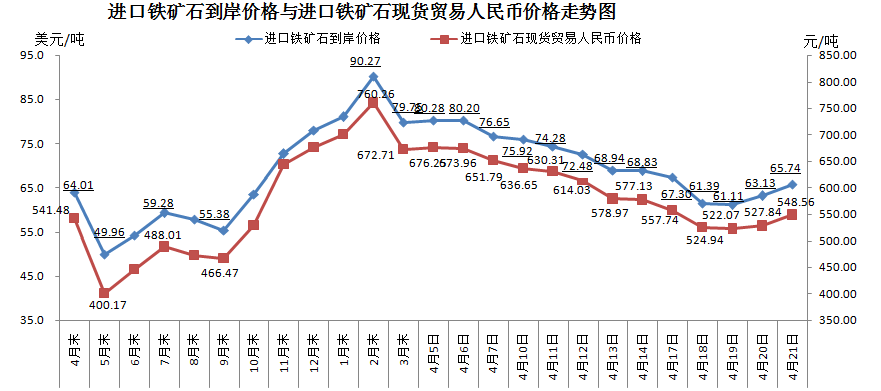 进口铁矿石到岸价格与进口铁矿石现货贸易人民币价格走势图
美元/吨
元/吨
进口铁矿石到岸价格
进口铁矿石现货贸易人民币价格
95.0
85.0
75.0
65.0
55.0
45.0
35.0
850.00
800.00
750.00
700.00
650.00
600.00
550.00
500.00
450.00
400.00
350.00
64.01
49.96
59.28
55.38
90.27
79.75
80.28
80.20
76.65
75.92
74.28
72.48
68.94
68.83
67.30
61.39
61.11
63.13
65.74
541.48
400.17
488.01
466.47
760.26
672.71
676.25
673.96
651.79
636.65
630.31
614.03
578.97
577.13
557.74
524.94
522.07
527.84
548.56
4月末
5月末
6月末
7月末
8月末
9月末
10月末
11月末
12月末
1月末
2月末
3月末
4月5日
4月6日
4月7日
4月10日
4月11日
4月12日
4月13日
4月14日
4月17日
4月18日
4月19日
4月20日
4月21日